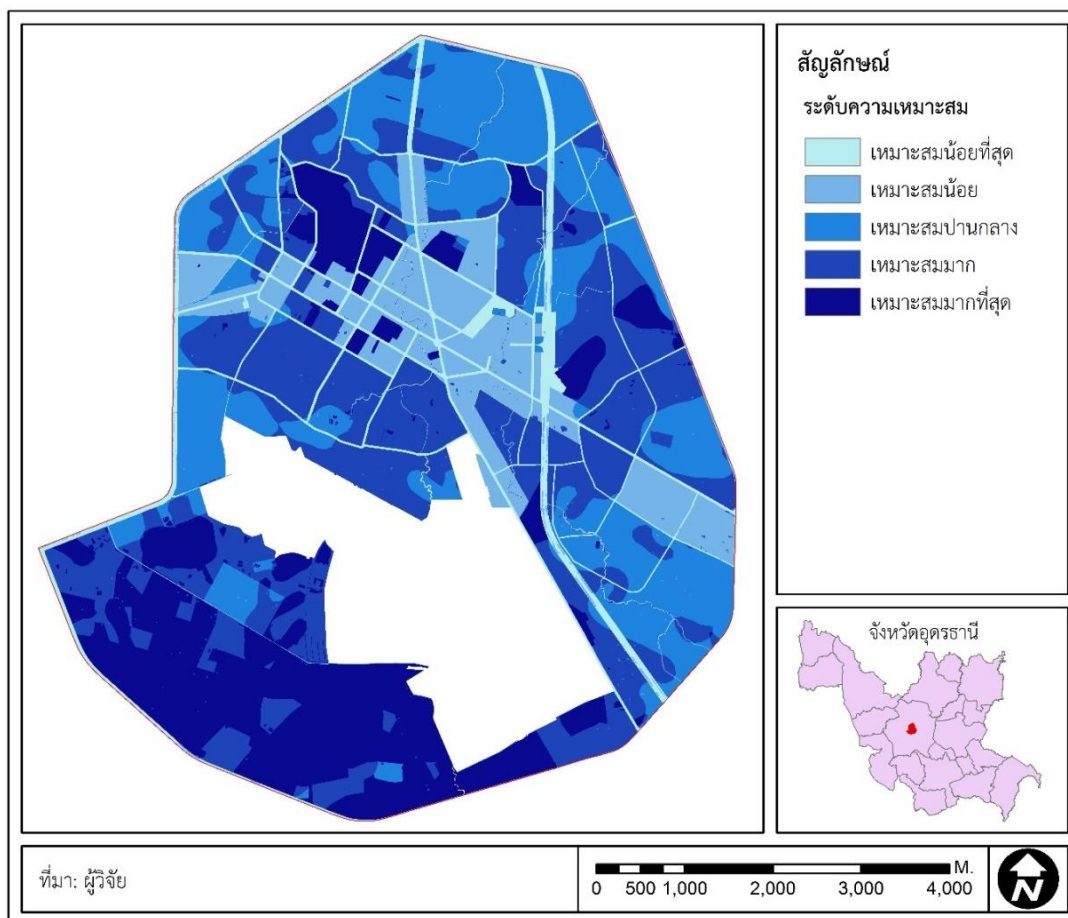 สัญลักษณ์
ระดับความเหมาะสม
เหมาะสมน้อยที่สุด
เหมาะสมน้อย
เหมาะสมปานกลาง
เหมาะสมมาก
เหมาะสมมากที่สุด
จังหวัดอุดรธานี
ที่มา: ผู้วิจัย
M.
0 500 1,000 2,000 3,000 4,000
N